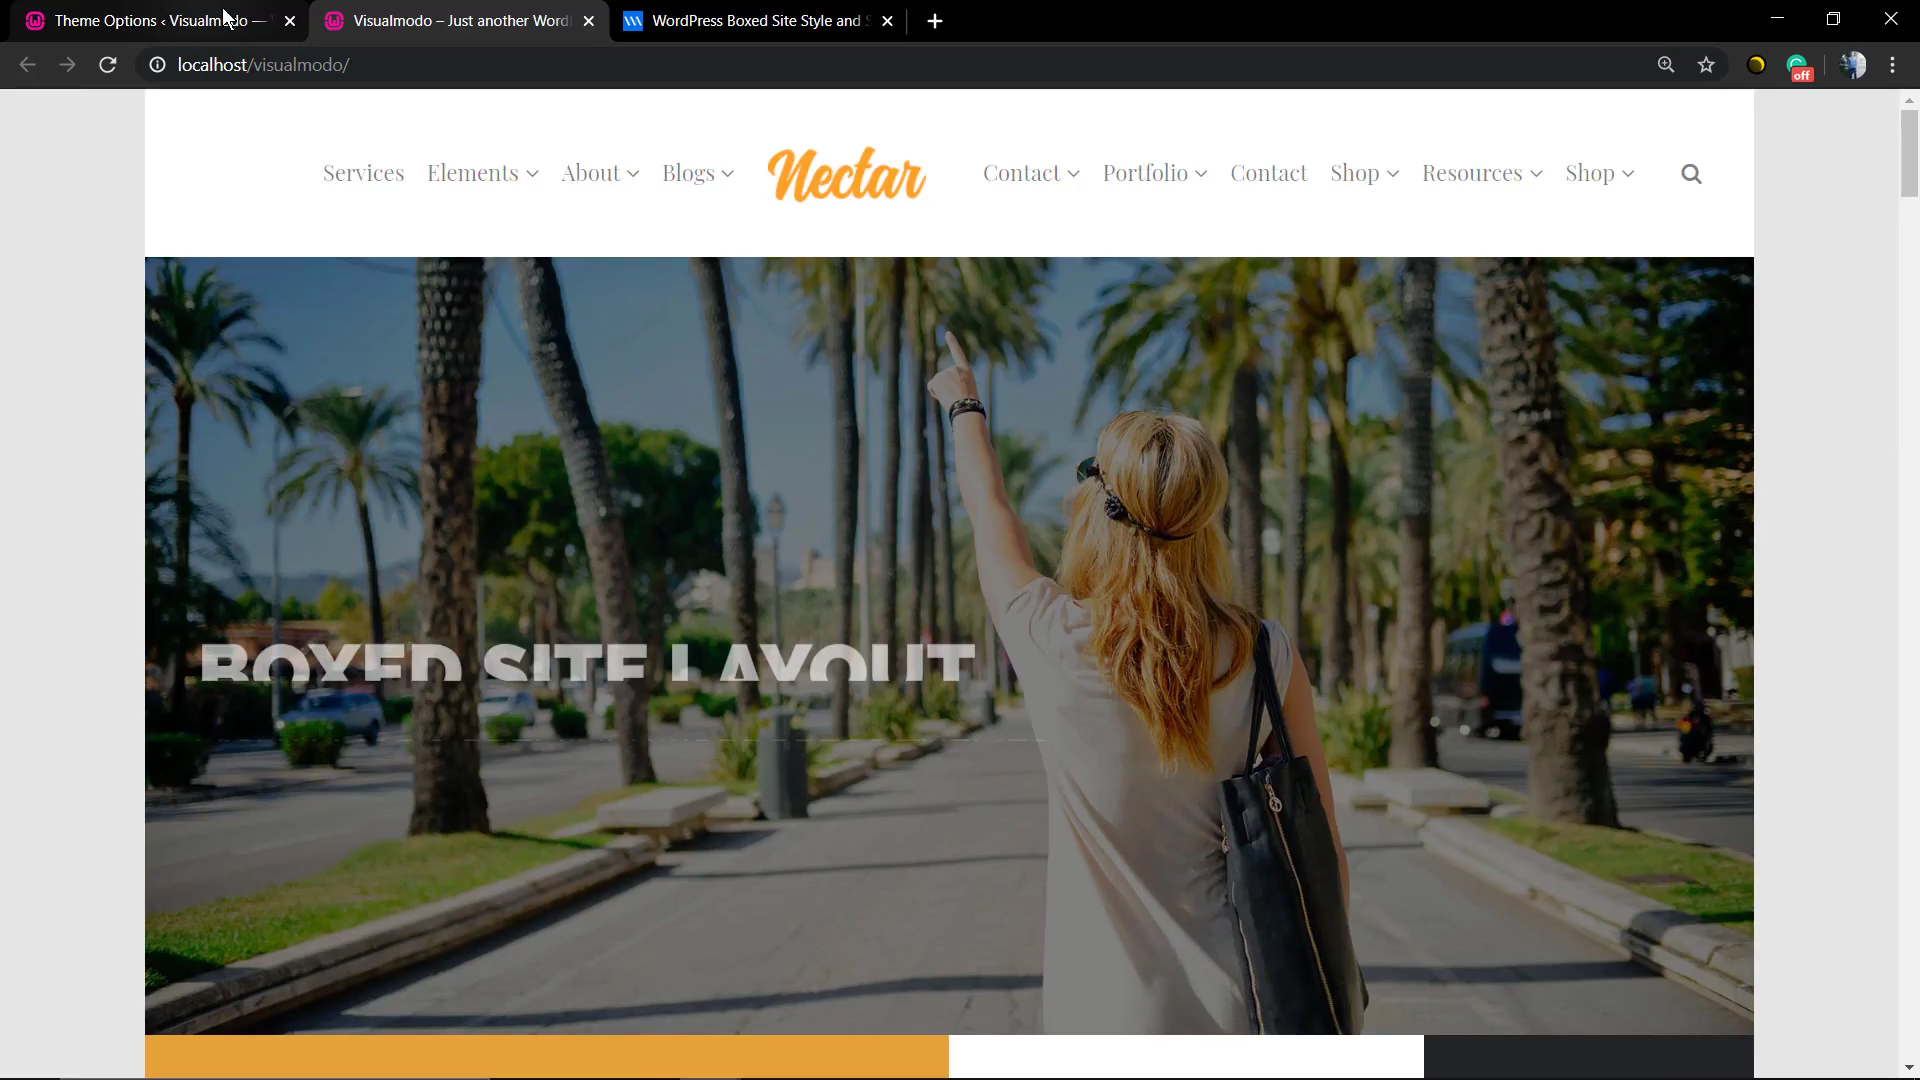 Theme Options ‹ Visualmodo —
Visualmodo – Just another Word
WordPress Boxed Site Style and S
localhost/visualmodo/
off
Services Elements About Blogs Nectar Contact Portfolio Contact Shop Resources Shop
BOXED SITE LAYOUT